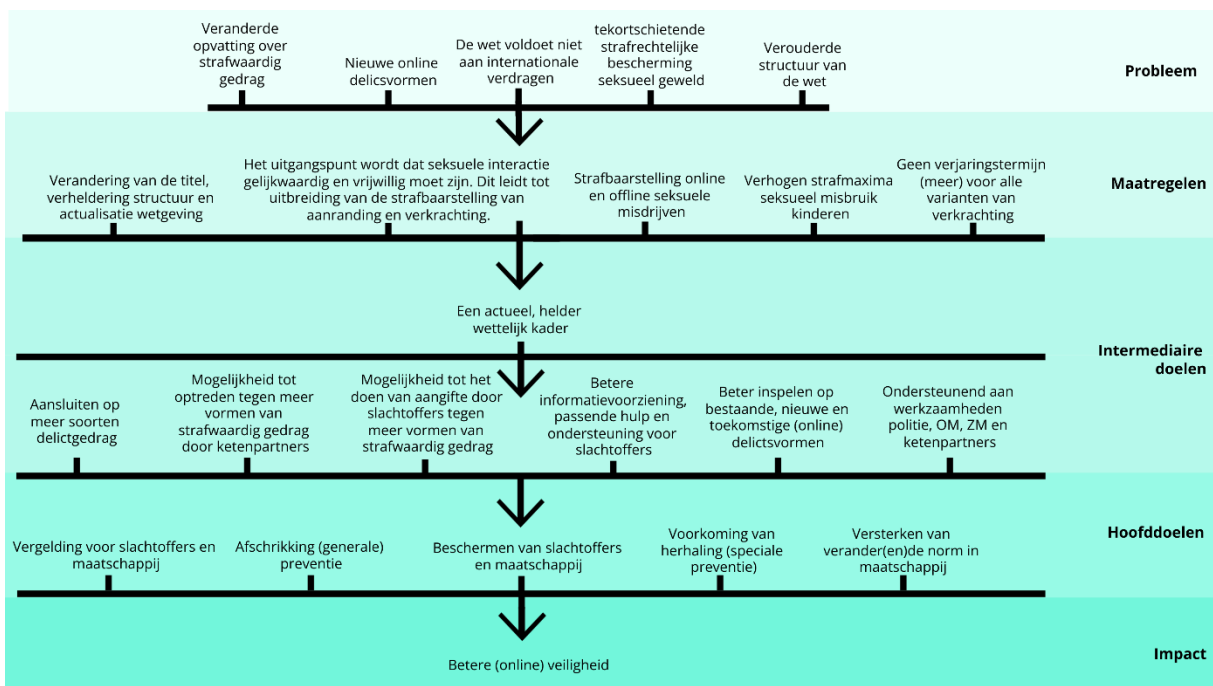 Veranderde
opvatting over
strafwaardig
gedrag
Nieuwe online
delicsvormen
De wet voldoet niet
aan internationale
verdragen
tekortschietende
strafrechtelijke
bescherming
seksueel geweld
Verouderde
structuur van
de wet
Probleem
Verandering van de titel,
verheldering structuur en
actualisatie wetgeving
Het uitgangspunt wordt dat seksuele interactie
gelijkwaardig en vrijwillig moet zijn. Dit leidt tot
uitbreiding van de strafbaarstelling van
aanranding en verkrachting.
Strafbaarstelling online
en offline seksuele
misdrijven
Verhogen strafmaxima
seksueel misbruik
kinderen
Geen verjaringstermijn
(meer) voor alle
varianten van
verkrachting
Maatregelen
Een actueel, helder
wettelijk kader
Intermediaire
doelen
Aansluiten op
meer soorten
delictgedrag
Mogelijkheid tot
optreden tegen meer
vormen van
strafwaardig gedrag
door ketenpartners
Mogelijkheid tot het
doen van aangifte door
slachtoffers tegen
meer vormen van
strafwaardig gedrag
Betere
informatievoorziening,
passende hulp en
ondersteuning voor
slachtoffers
Beter inspelen op
bestaande, nieuwe en
toekomstige (online)
delictsvormen
Ondersteunend aan
werkzaamheden
politie, OM, ZM en
ketenpartners
Vergelding voor slachtoffers en
maatschappij
Afschrikking (generale)
preventie
Beschermen van slachtoffers
en maatschappij
Voorkoming van
herhaling (speciale
preventie)
Versterken van
verander(en)de norm in
maatschappij
Hoofddoelen
Betere (online) veiligheid
Impact